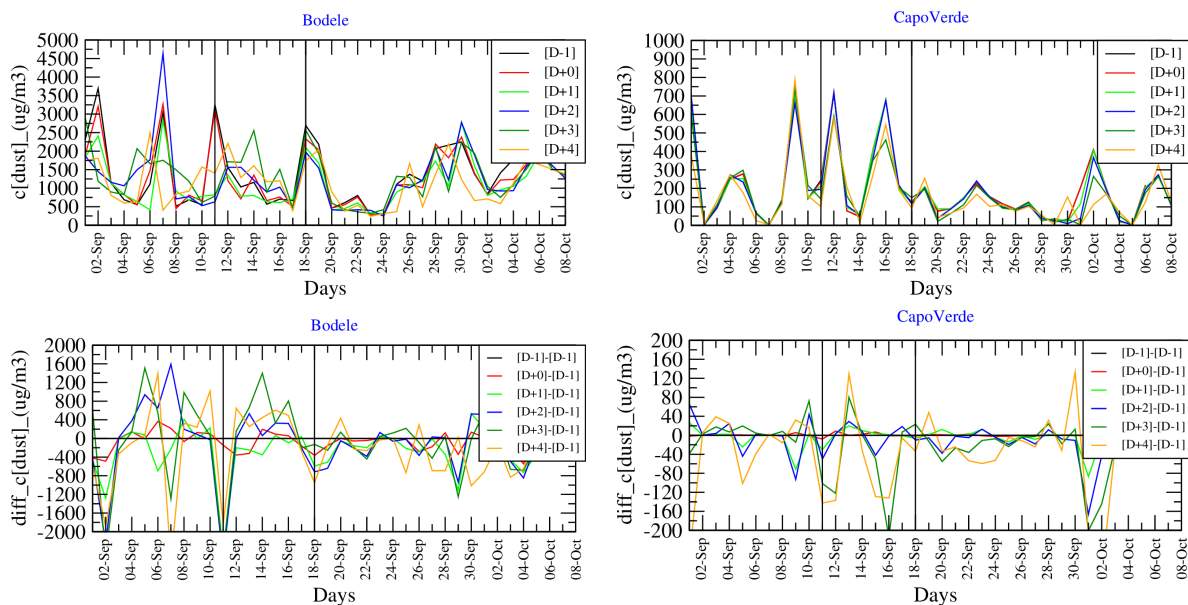 Bodele
c[dust]_(ug/m3)
5000
4500
4000
3500
3000
2500
2000
1500
1000
500
0
[D-1]
[D+0]
[D+1]
[D+2]
[D+3]
[D+4]
02-Sep
04-Sep
06-Sep
08-Sep
10-Sep
12-Sep
14-Sep
16-Sep
18-Sep
20-Sep
22-Sep
24-Sep
26-Sep
28-Sep
30-Sep
02-Oct
04-Oct
06-Oct
08-Oct
Days
CapoVerde
c[dust]_(ug/m3)
1000
900
800
700
600
500
400
300
200
100
0
[D-1]
[D+0]
[D+1]
[D+2]
[D+3]
[D+4]
02-Sep
04-Sep
06-Sep
08-Sep
10-Sep
12-Sep
14-Sep
16-Sep
18-Sep
20-Sep
22-Sep
24-Sep
26-Sep
28-Sep
30-Sep
02-Oct
04-Oct
06-Oct
08-Oct
Days
Bodele
diff_c[dust]_(ug/m3)
2000
1600
1200
800
400
0
-400
-800
-1200
-1600
-2000
[D-1]-[D-1]
[D+0]-[D-1]
[D+1]-[D-1]
[D+2]-[D-1]
[D+3]-[D-1]
[D+4]-[D-1]
02-Sep
04-Sep
06-Sep
08-Sep
10-Sep
12-Sep
14-Sep
16-Sep
18-Sep
20-Sep
22-Sep
24-Sep
26-Sep
28-Sep
30-Sep
02-Oct
04-Oct
06-Oct
08-Oct
Days
CapoVerde
diff_c[dust]_(ug/m3)
200
160
120
80
40
0
-40
-80
-120
-160
-200
[D-1]-[D-1]
[D+0]-[D-1]
[D+1]-[D-1]
[D+2]-[D-1]
[D+3]-[D-1]
[D+4]-[D-1]
02-Sep
04-Sep
06-Sep
08-Sep
10-Sep
12-Sep
14-Sep
16-Sep
18-Sep
20-Sep
22-Sep
24-Sep
26-Sep
28-Sep
30-Sep
02-Oct
04-Oct
06-Oct
08-Oct
Days